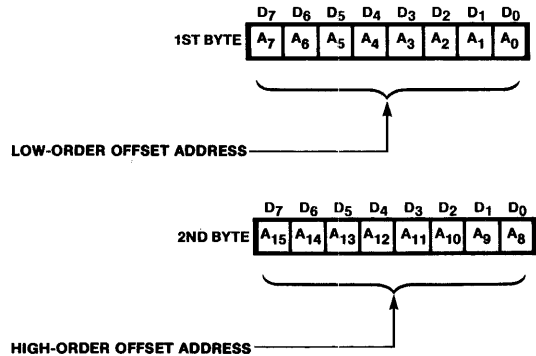 D7 D6 D5 D4 D3 D2 D1 D0
1ST BYTE A7 A6 A5 A4 A3 A2 A1 A0
LOW-ORDER OFFSET ADDRESS
D7 D6 D5 D4 D3 D2 D1 D0
2ND BYTE A15 A14 A13 A12 A11 A10 A9 A8
HIGH-ORDER OFFSET ADDRESS